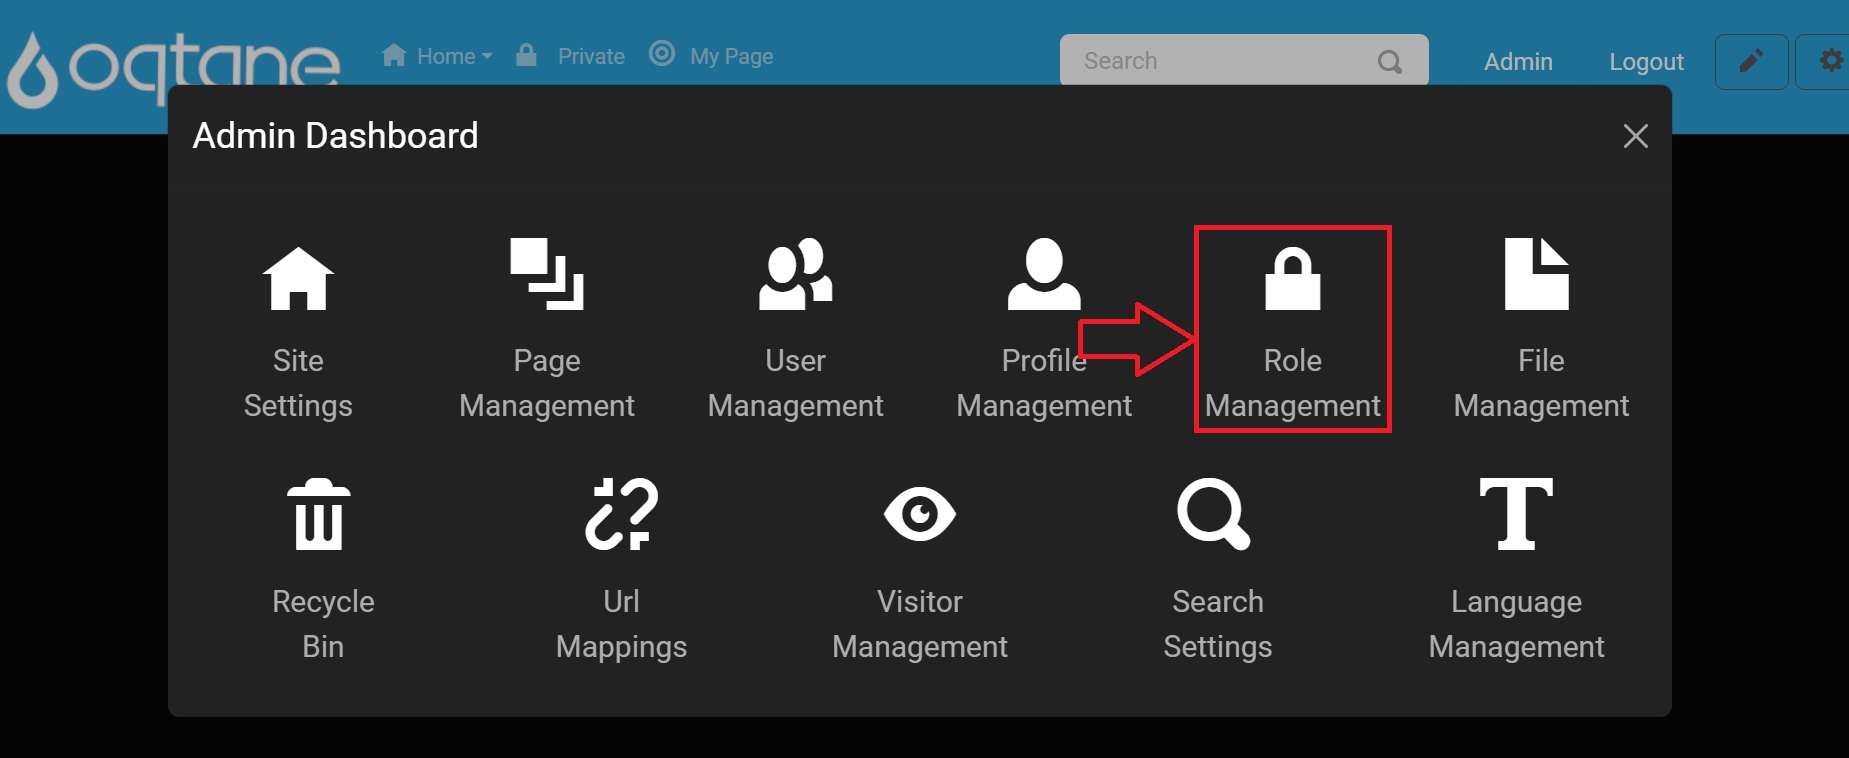 oqtane
Home
Private
My Page
Search
Admin
Logout
Admin Dashboard
Site
Settings
Page
Management
User
Management
Profile
Management
Role
Management
File
Management
Recycle
Bin
Url
Mappings
Visitor
Management
Search
Settings
Language
Management